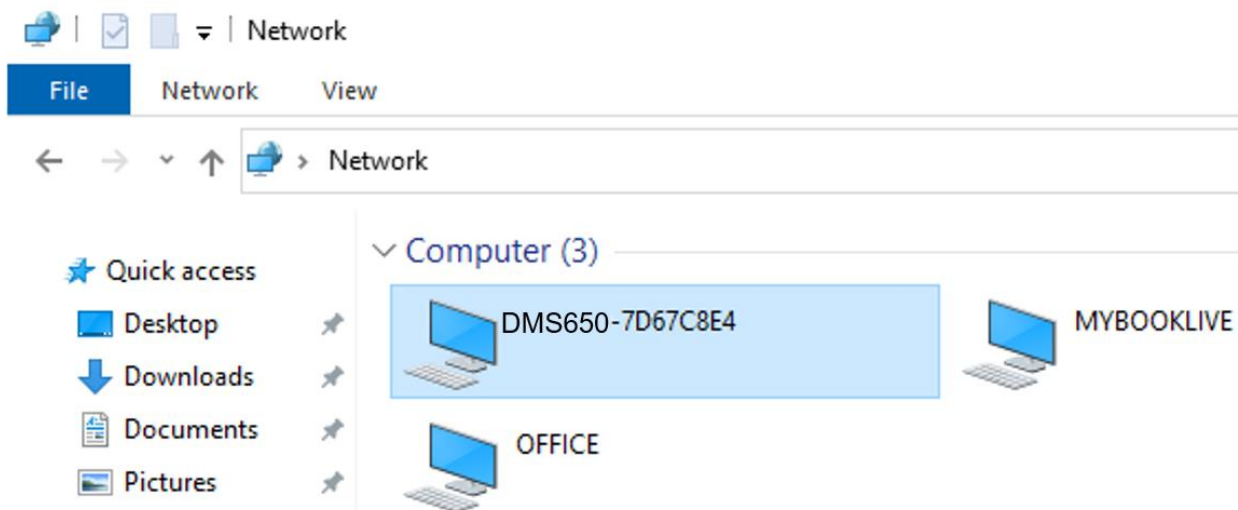 Network
File Network View
Network
Quick access
Desktop
Downloads
Documents
Pictures
Computer (3)
DMS650-7D67C8E4 MYBOOKLIVE
OFFICE